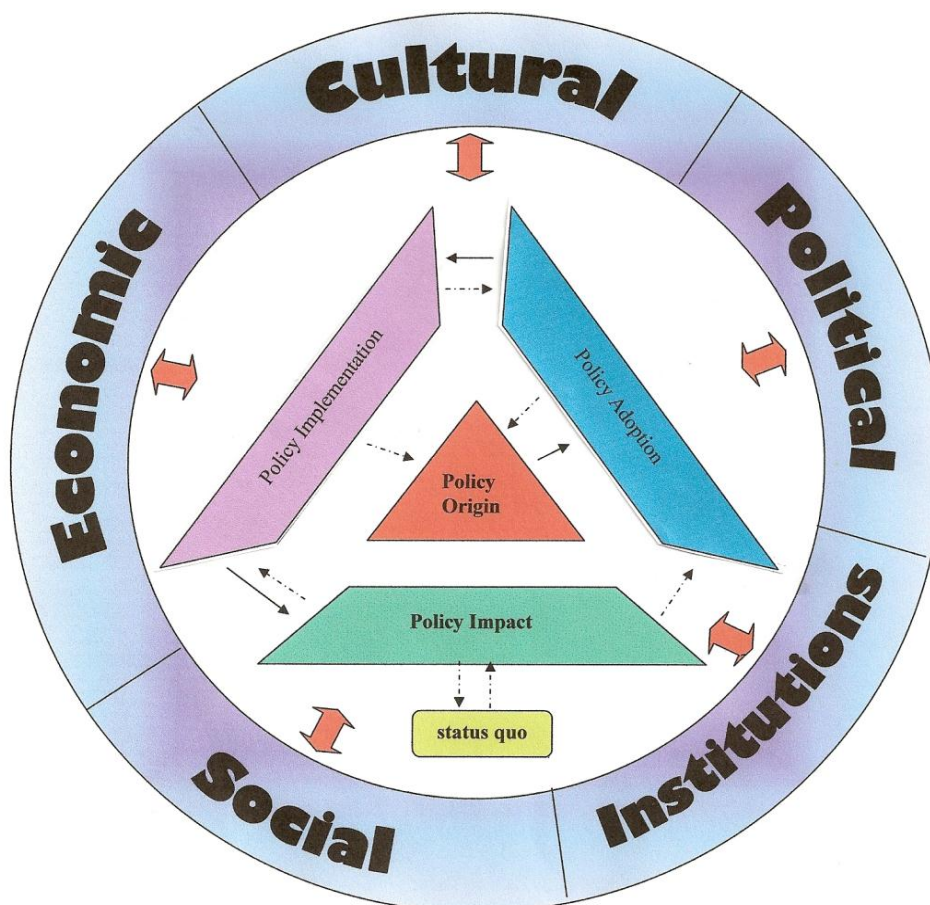 Cultural
Political
Economic
Policy Implementation
Policy Adoption
Policy
Origin
Policy Impact
status quo
Institutions
Social